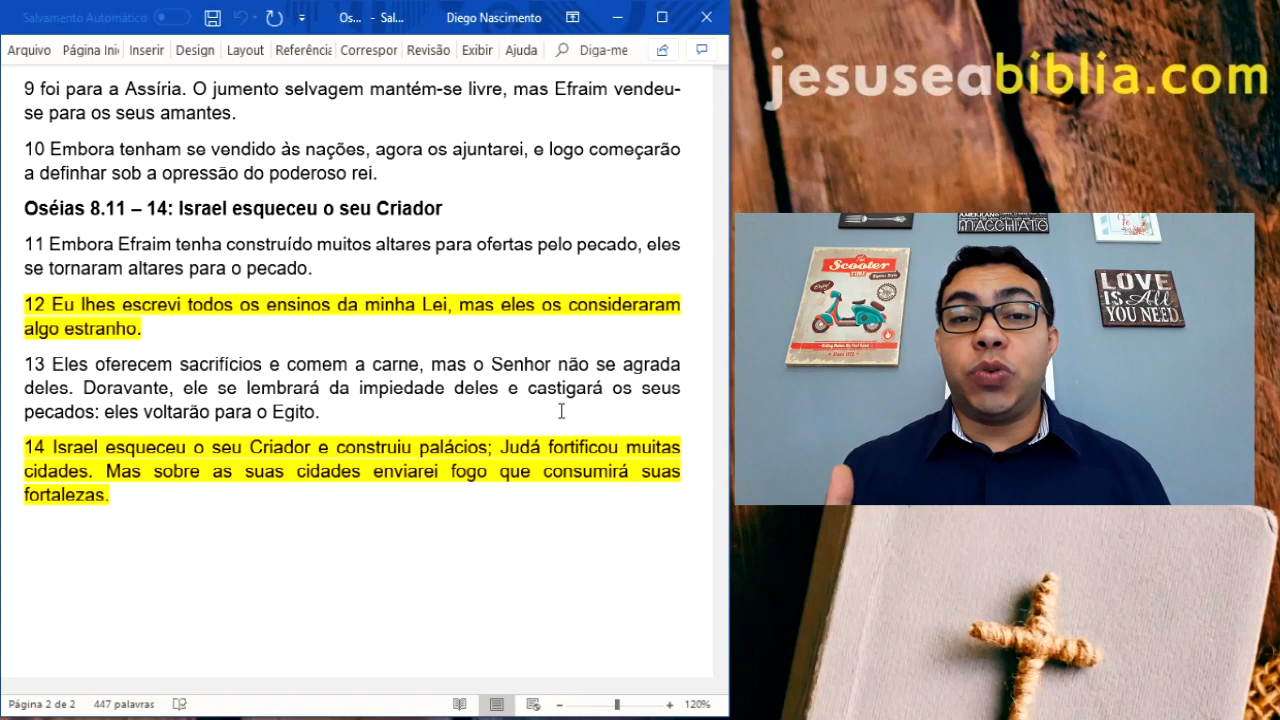 Salvamento Automático
Os... - Sal...
Diego Nascimento
Arquivo
Página Inic
Inserir
Design
Layout
Referência
Correspor
Revisão
Exibir
Ajuda
Diga-me
9 foi para a Assíria. O jumento selvagem mantém-se livre, mas Efraim vendeu-
se para os seus amantes.
10 Embora tenham se vendido às nações, agora os ajuntarei, e logo começarão
a definhar sob a opressão do poderoso rei.
Oséias 8.11 – 14: Israel esqueceu o seu Criador
11 Embora Efraim tenha construído muitos altares para ofertas pelo pecado, eles
se tornaram altares para o pecado.
12 Eu lhes escrevi todos os ensinos da minha Lei, mas eles os consideraram
algo estranho.
13 Eles oferecem sacrifícios e comem a carne, mas o Senhor não se agrada
deles. Doravante, ele se lembrará da impiedade deles e castigará os seus
pecados: eles voltarão para o Egito.
14 Israel esqueceu o seu Criador e construiu palácios; Judá fortificou muitas
cidades. Mas sobre as suas cidades enviarei fogo que consumirá suas
fortalezas.
Página 2 de 2
447 palavras
120%
jesuseabiblia.com
MACCHIATO
The
Scooter
TIME
LOVE
IS All
YOU NEED